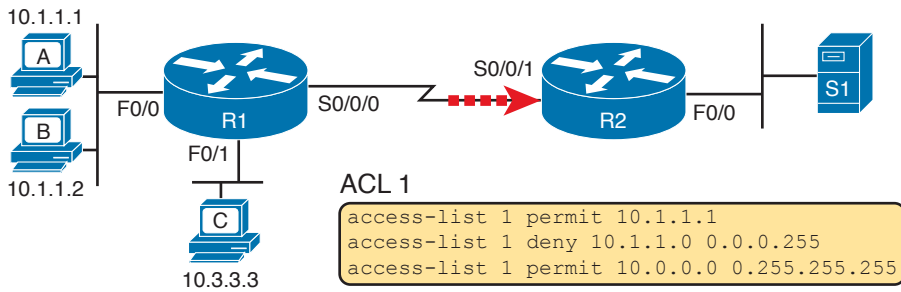 10.1.1.1
A
B
10.1.1.2
F0/0
R1
S0/0/0
F0/1
C
10.3.3.3
S0/0/1
R2
F0/0
S1
ACL 1
access-list 1 permit 10.1.1.1
access-list 1 deny 10.1.1.0 0.0.0.255
access-list 1 permit 10.0.0.0 0.255.255.255